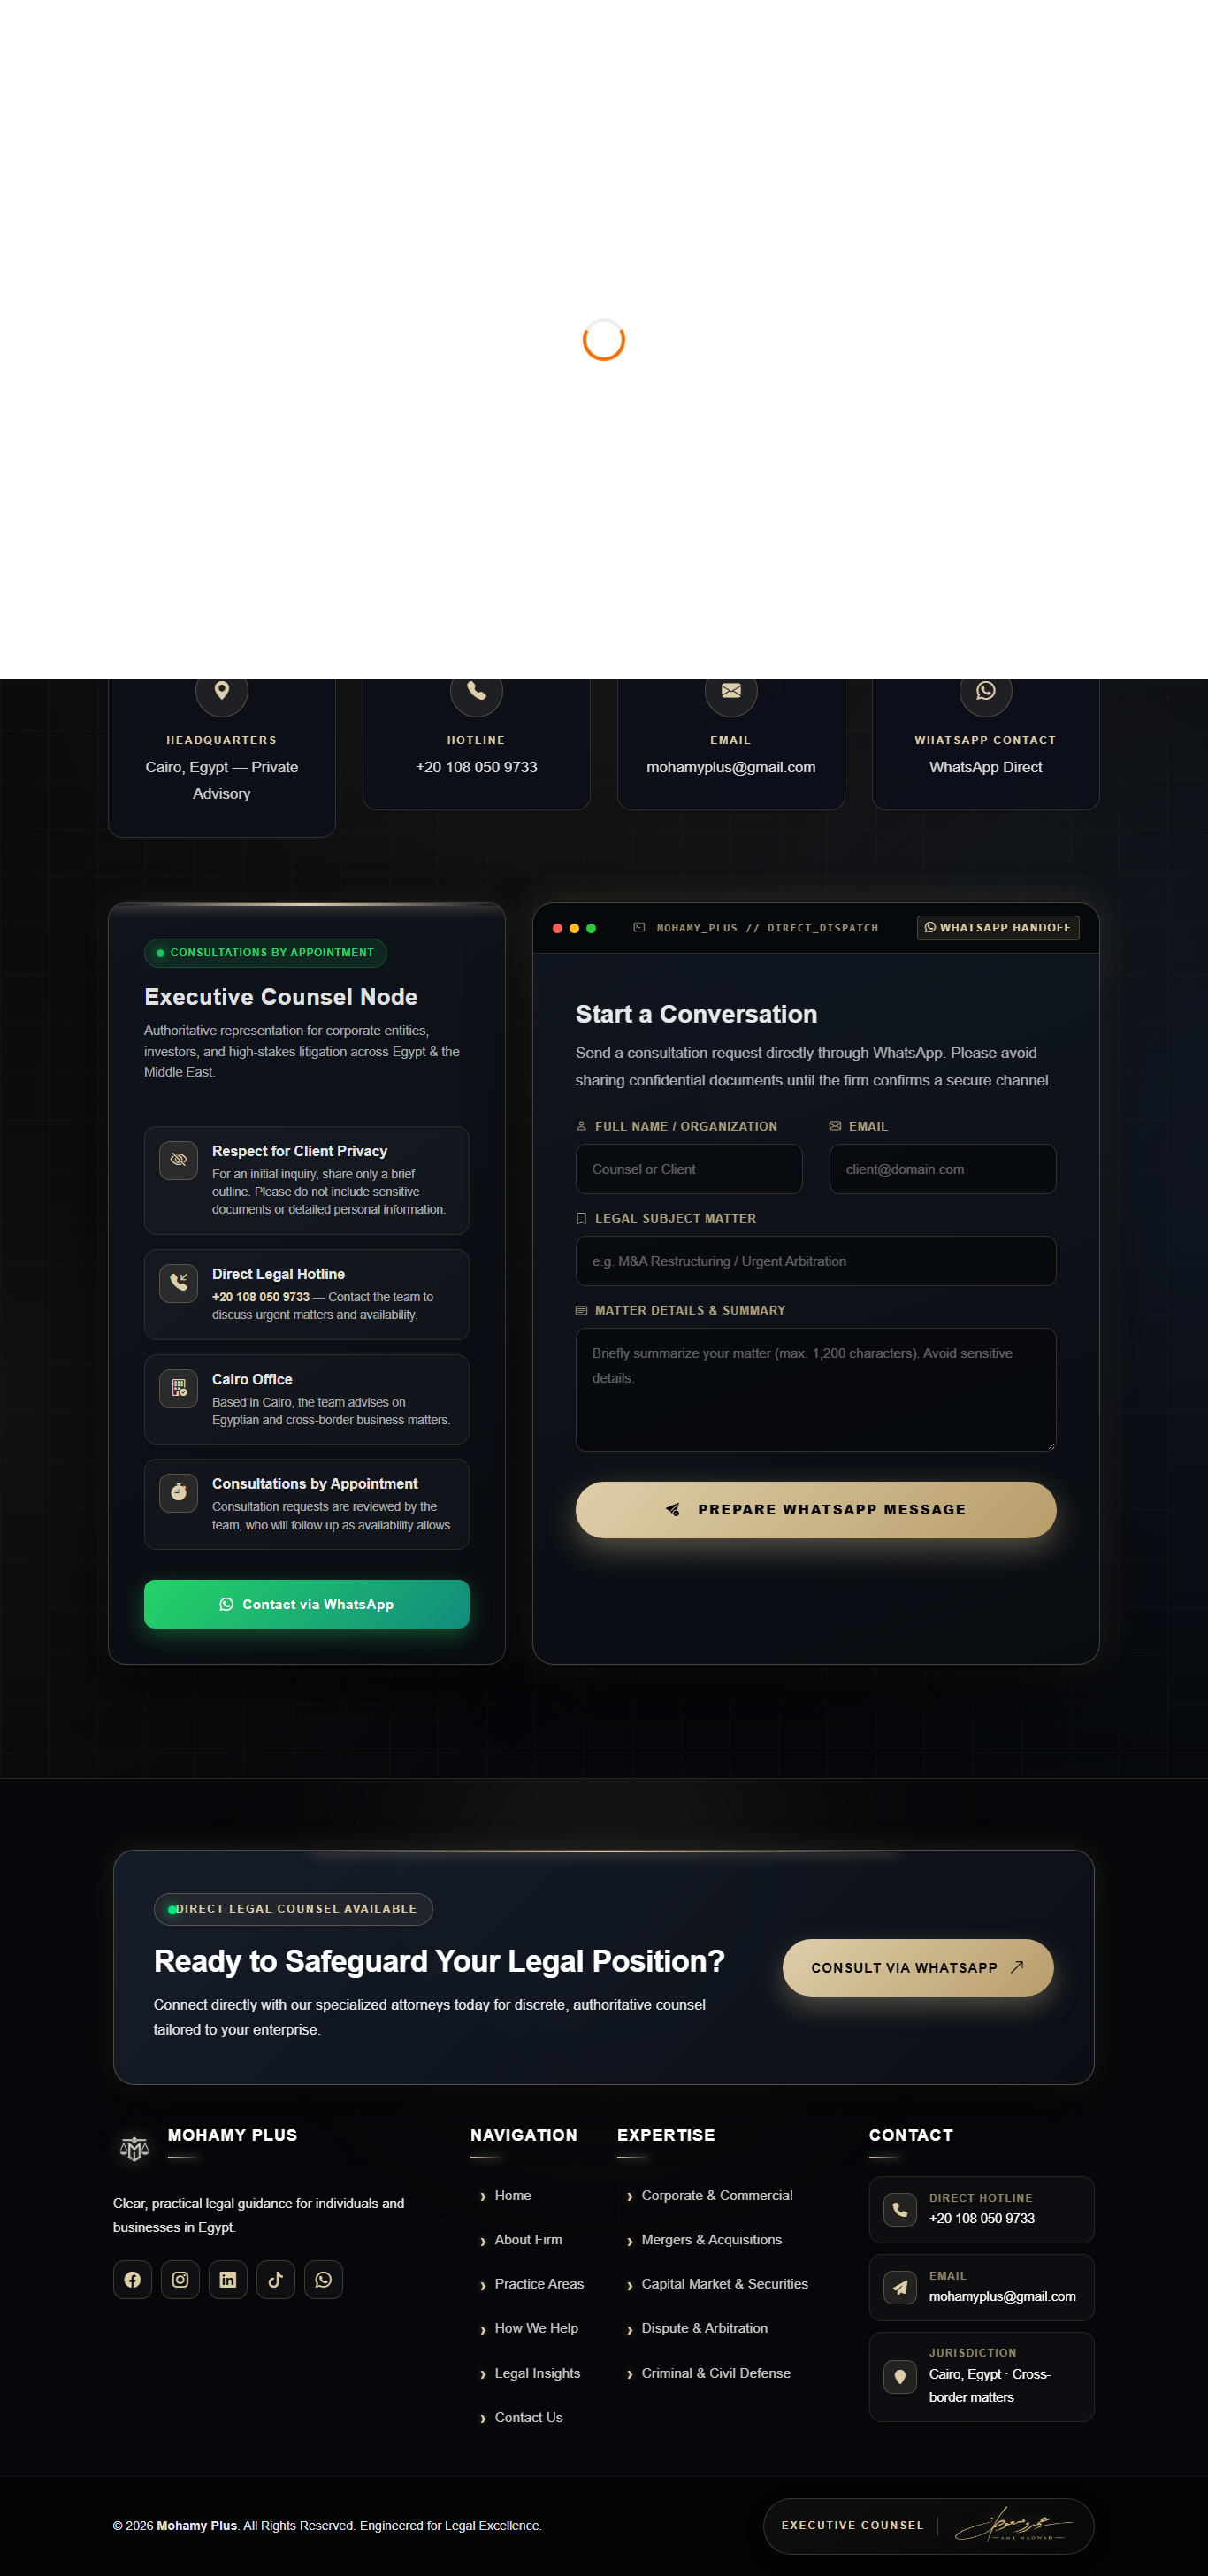 HEADQUARTERS
Cairo, Egypt — Private
Advisory
HOTLINE
+20 108 050 9733
EMAIL
mohamyplus@gmail.com
WHATSAPP CONTACT
WhatsApp Direct
CONSULTATIONS BY APPOINTMENT
Executive Counsel Node
Authoritative representation for corporate entities,
investors, and high-stakes litigation across Egypt & the
Middle East.
Respect for Client Privacy
For an initial inquiry, share only a brief
outline. Please do not include sensitive
documents or detailed personal information.
Direct Legal Hotline
+20 108 050 9733 — Contact the team to
discuss urgent matters and availability.
Cairo Office
Based in Cairo, the team advises on
Egyptian and cross-border business matters.
Consultations by Appointment
Consultation requests are reviewed by the
team, who will follow up as availability allows.
Contact via WhatsApp
MOHAMY_PLUS // DIRECT_DISPATCH
WHATSAPP HANDOFF
Start a Conversation
Send a consultation request directly through WhatsApp. Please avoid
sharing confidential documents until the firm confirms a secure channel.
FULL NAME / ORGANIZATION
Counsel or Client
EMAIL
client@domain.com
LEGAL SUBJECT MATTER
e.g. M&A Restructuring / Urgent Arbitration
MATTER DETAILS & SUMMARY
Briefly summarize your matter (max. 1,200 characters). Avoid sensitive
details.
PREPARE WHATSAPP MESSAGE
DIRECT LEGAL COUNSEL AVAILABLE
Ready to Safeguard Your Legal Position?
Connect directly with our specialized attorneys today for discrete, authoritative counsel
tailored to your enterprise.
CONSULT VIA WHATSAPP
MOHAMY PLUS
Clear, practical legal guidance for individuals and
businesses in Egypt.
NAVIGATION
Home
About Firm
Practice Areas
How We Help
Legal Insights
Contact Us
EXPERTISE
Corporate & Commercial
Mergers & Acquisitions
Capital Market & Securities
Dispute & Arbitration
Criminal & Civil Defense
CONTACT
DIRECT HOTLINE
+20 108 050 9733
EMAIL
mohamyplus@gmail.com
JURISDICTION
Cairo, Egypt · Cross-
border matters
© 2026 Mohamy Plus. All Rights Reserved. Engineered for Legal Excellence.
EXECUTIVE COUNSEL
AMR MAOWAD